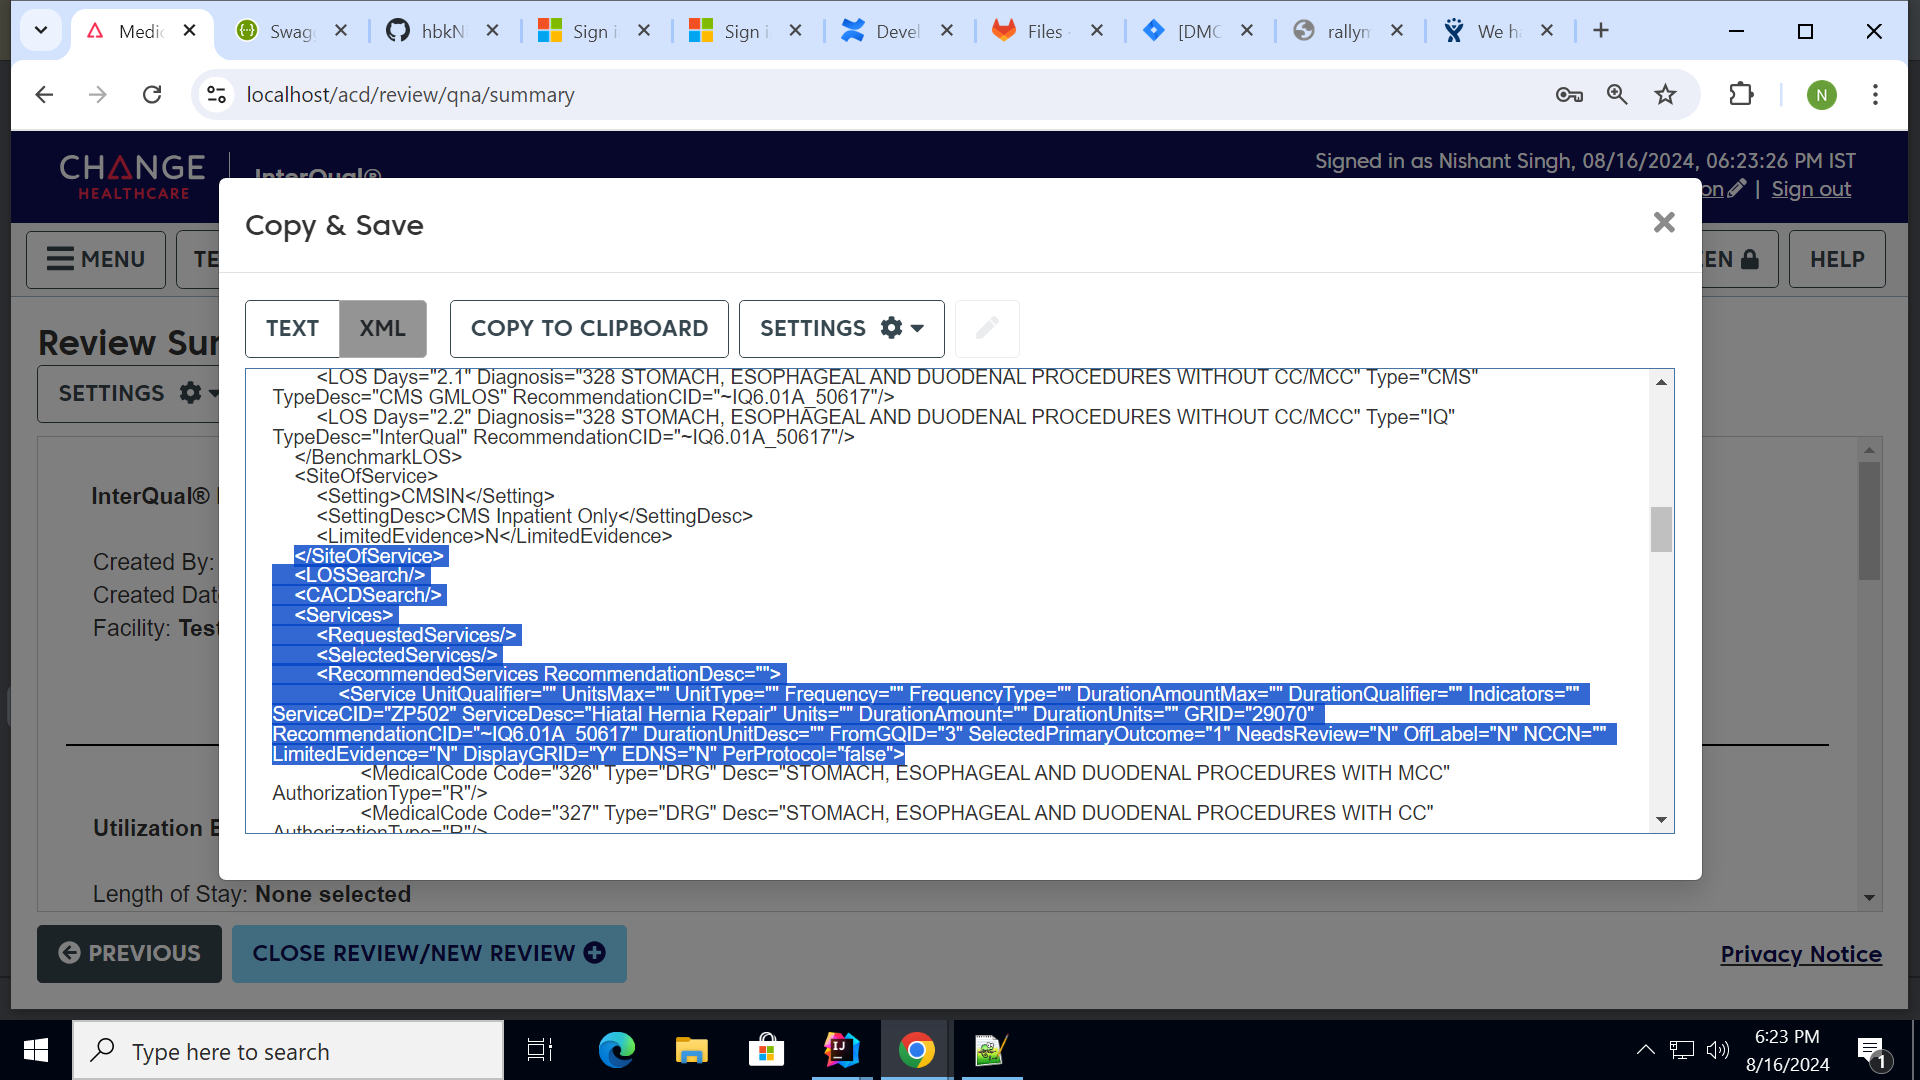 Medic
Swagg
hbkN
Sign i
Sign i
Devel
Files
[DMC
rallym
We ha
localhost/acd/review/qna/summary
N
CHANGE
HEALTHCARE
InterQual®
Signed in as Nishant Singh, 08/16/2024, 06:23:26 PM IST
on | Sign out
MENU
TE
EN
HELP
Review Su
SETTINGS
InterQual®
Created By:
Created Dat
Facility: Test
Utilization
Length of Stay: None selected
Copy & Save
TEXT
XML
COPY TO CLIPBOARD
SETTINGS
<LOS Days="2.1" Diagnosis="328 STOMACH, ESOPHAGEAL AND DUODENAL PROCEDURES WITHOUT CC/MCC" Type="CMS"
TypeDesc="CMS GMLOS" RecommendationCID="~IQ6.01A_50617"/>
<LOS Days="2.2" Diagnosis="328 STOMACH, ESOPHAGEAL AND DUODENAL PROCEDURES WITHOUT CC/MCC" Type="IQ"
TypeDesc="InterQual" RecommendationCID="~IQ6.01A_50617"/>
</BenchmarkLOS>
<SiteOfService>
<Setting>CMSIN</Setting>
<SettingDesc>CMS Inpatient Only</SettingDesc>
<LimitedEvidence>N</LimitedEvidence>
</SiteOfService>
<LOSSearch/>
<CACDSearch/>
<Services>
<RequestedServices/>
<SelectedServices/>
<RecommendedServices RecommendationDesc="">
<Service UnitQualifier="" UnitsMax="" UnitType="" Frequency="" FrequencyType="" DurationAmountMax="" DurationQualifier="" Indicators=""
ServiceCID="ZP502" ServiceDesc="Hiatal Hernia Repair" Units="" DurationAmount="" DurationUnits="" GRID="29070"
RecommendationCID="~IQ6.01A_50617" DurationUnitDesc="" FromGQID="3" SelectedPrimaryOutcome="1" NeedsReview="N" OffLabel="N" NCCN=""
LimitedEvidence="N" DisplayGRID="Y" EDNS="N" PerProtocol="false">
<MedicalCode Code="326" Type="DRG" Desc="STOMACH, ESOPHAGEAL AND DUODENAL PROCEDURES WITH MCC"
AuthorizationType="R"/>
<MedicalCode Code="327" Type="DRG" Desc="STOMACH, ESOPHAGEAL AND DUODENAL PROCEDURES WITH CC"
AuthorizationType="R"/>
PREVIOUS
CLOSE REVIEW/NEW REVIEW
Privacy Notice
Type here to search
6:23 PM
8/16/2024
1